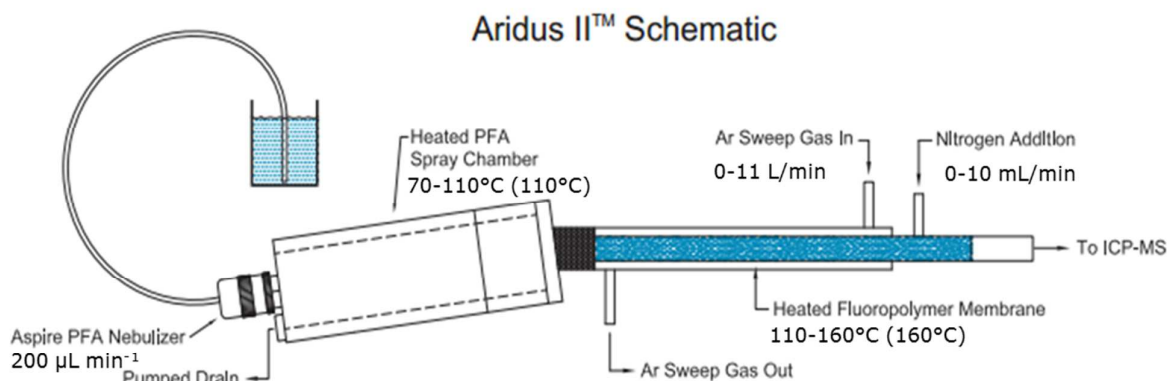 Aridus II™ Schematic
Heated PFA
Spray Chamber
70-110°C (110°C)
Ar Sweep Gas In
0-11 L/min
Nitrogen Addition
0-10 mL/min
To ICP-MS
Heated Fluoropolymer Membrane
110-160°C (160°C)
Aspire PFA Nebulizer
200 µL min⁻¹
Pumped Drain
Ar Sweep Gas Out